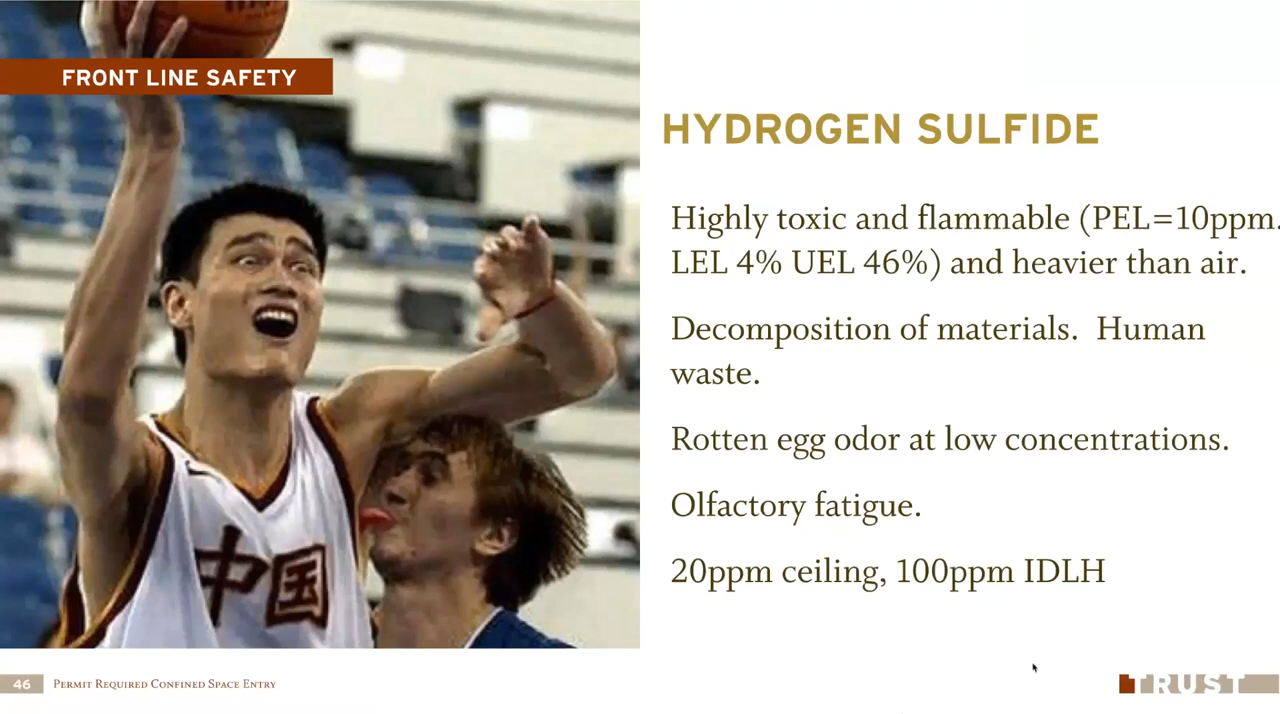 FRONT LINE SAFETY
HYDROGEN SULFIDE
Highly toxic and flammable (PEL=10ppm.
LEL 4% UEL 46%) and heavier than air.
Decomposition of materials.  Human
waste.
Rotten egg odor at low concentrations.
Olfactory fatigue.
20ppm ceiling, 100ppm IDLH
中国
46 PERMIT REQUIRED CONFINED SPACE ENTRY
TRUST